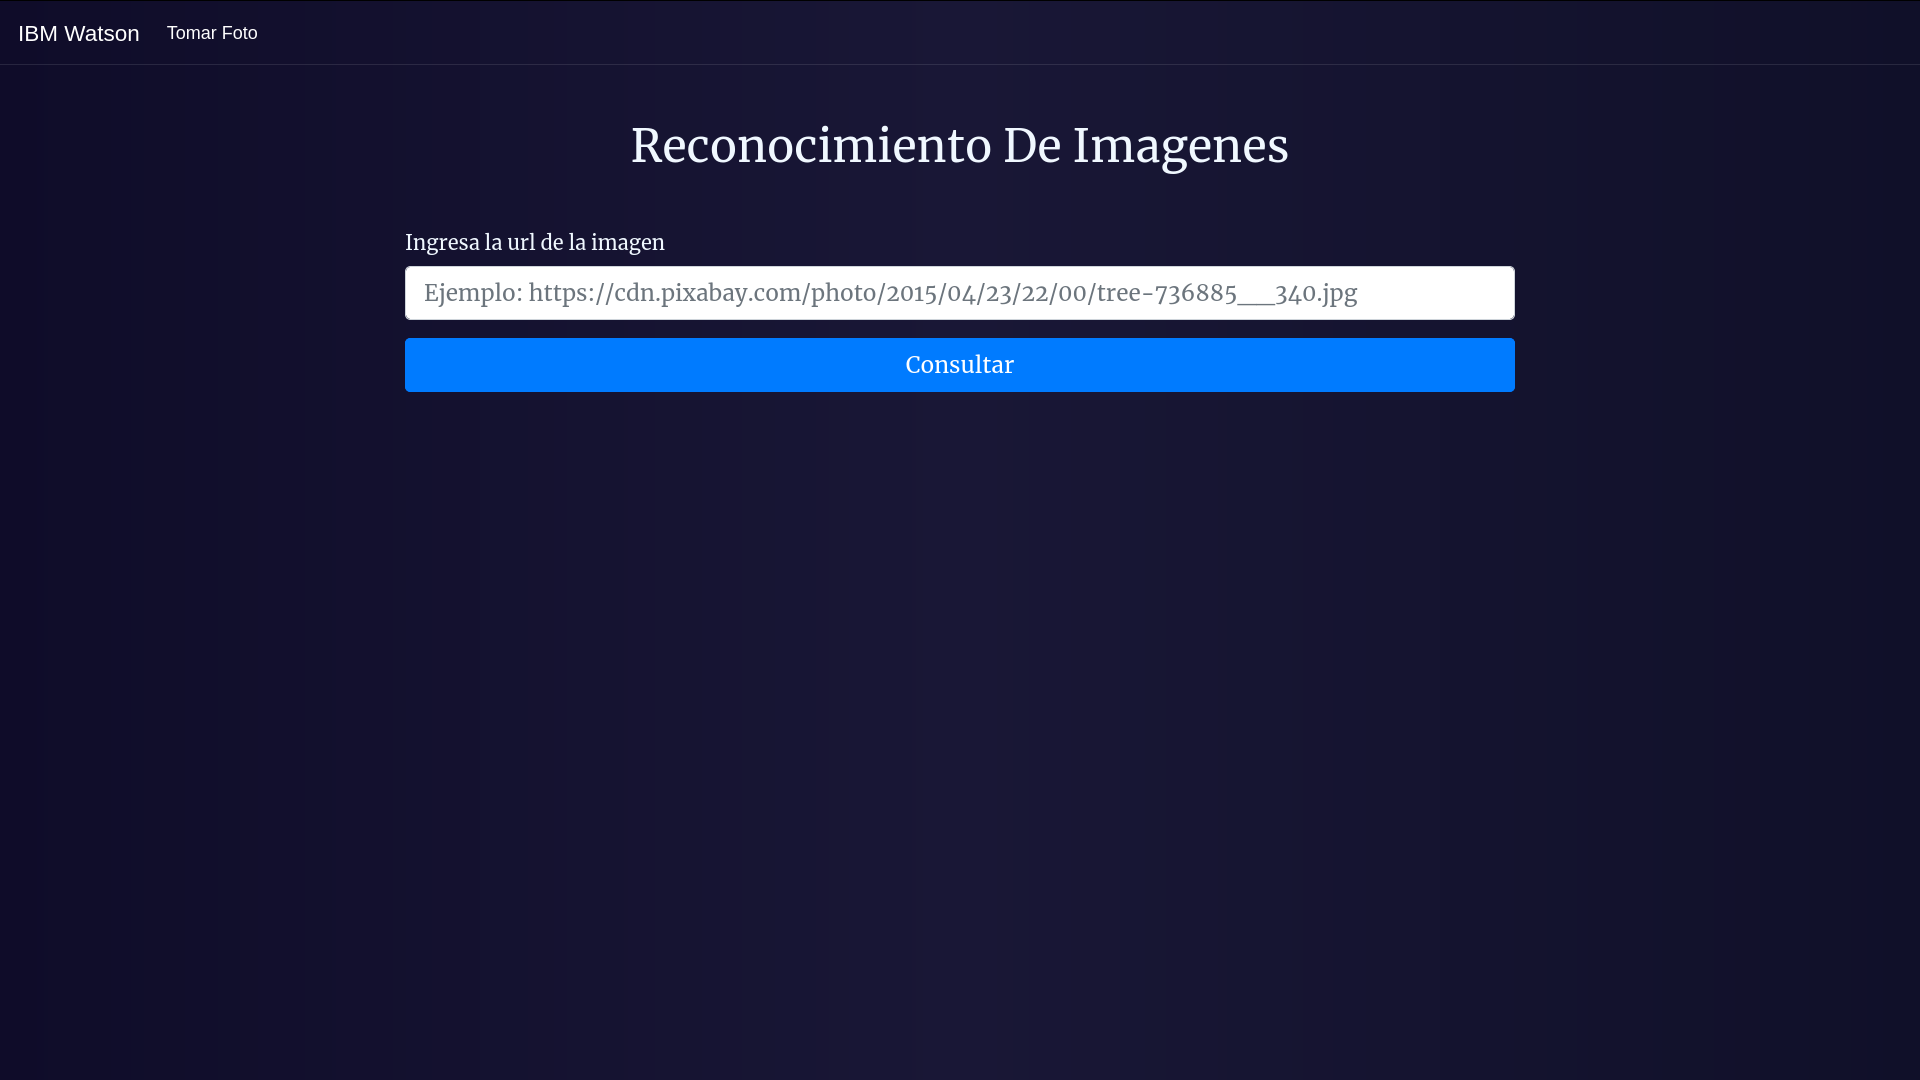 IBM Watson Tomar Foto
Reconocimiento De Imagenes
Ingresa la url de la imagen
Ejemplo: https://cdn.pixabay.com/photo/2015/04/23/22/00/tree-736885__340.jpg
Consultar